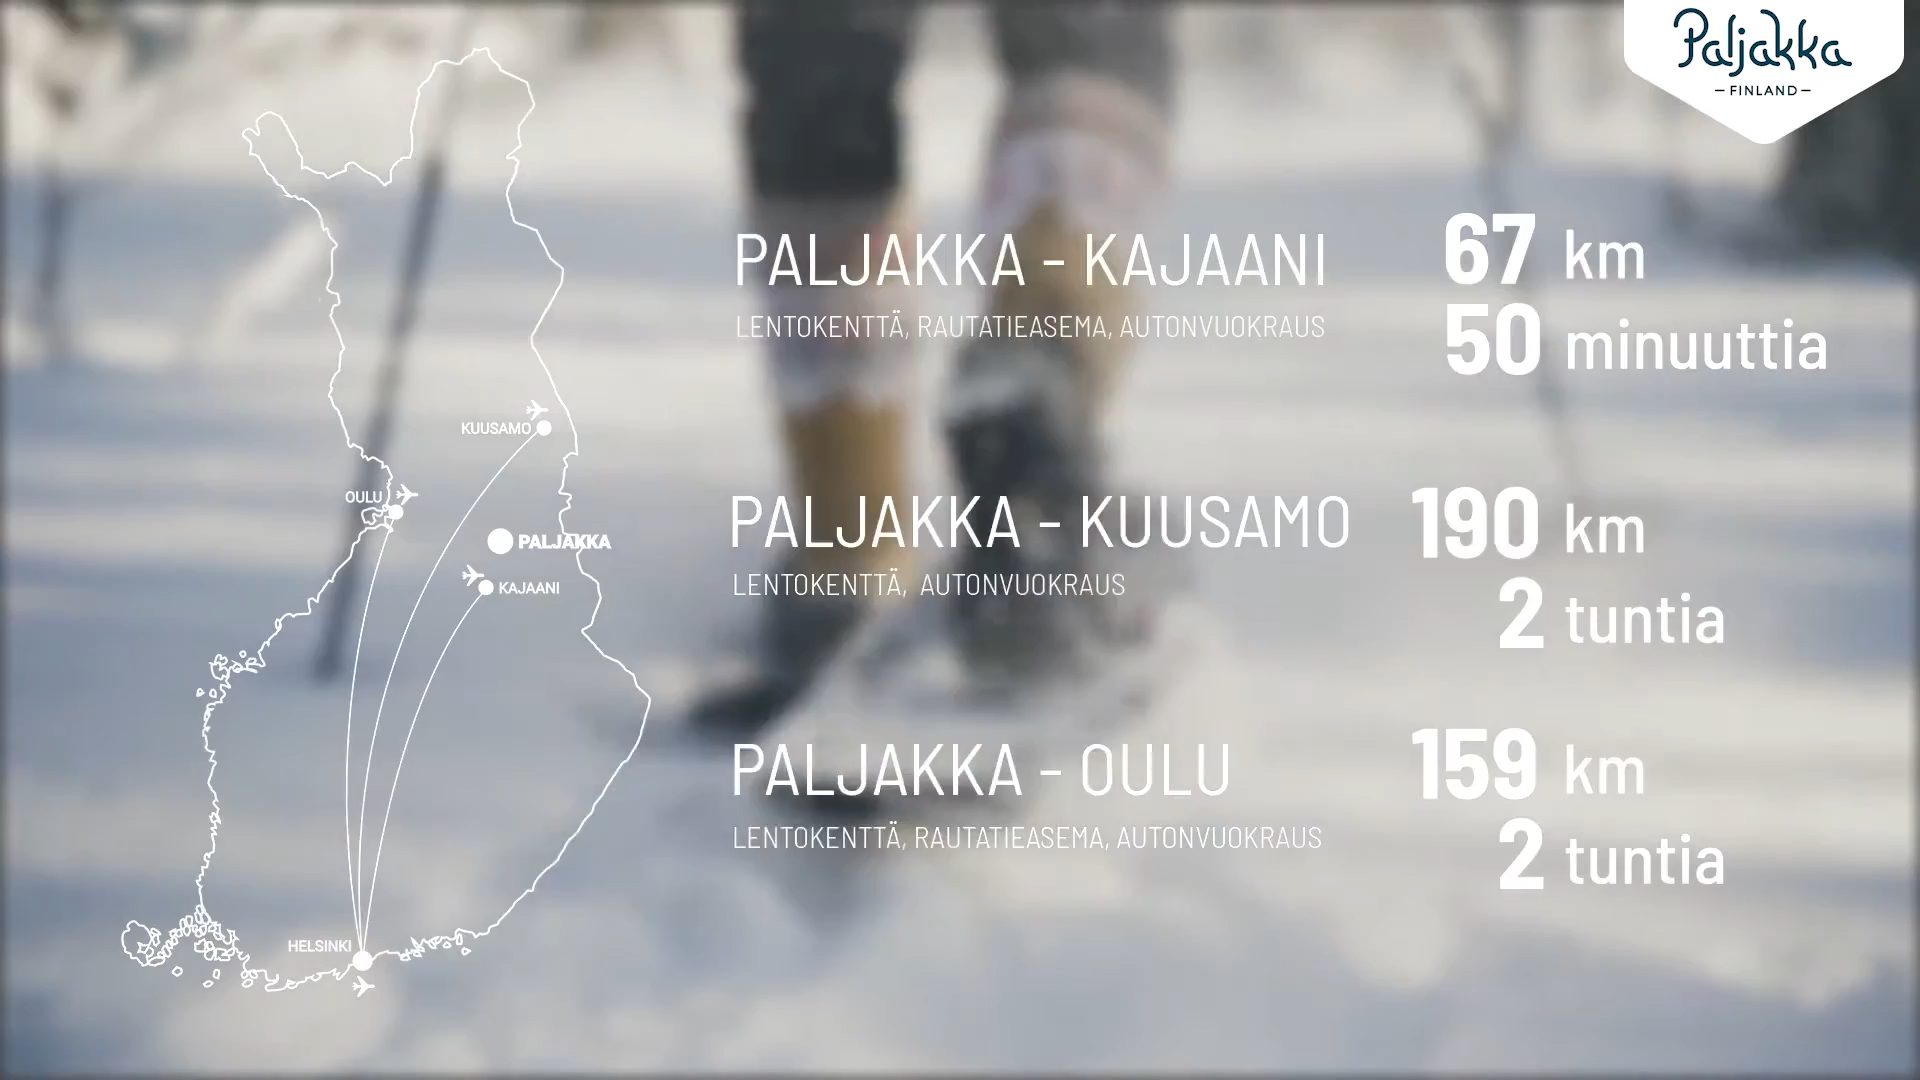 Paljakka
FINLAND
PALJAKKA - KAJAANI
LENTOKENTTÄ, RAUTATIEASEMA, AUTONVUOKRAUS
67 km
50 minuuttia
PALJAKKA - KUUSAMO
LENTOKENTTÄ, AUTONVUOKRAUS
190 km
2 tuntia
PALJAKKA - OULU
LENTOKENTTÄ, RAUTATIEASEMA, AUTONVUOKRAUS
159 km
2 tuntia
KUUSAMO
OULU
PALJAKKA
KAJAANI
HELSINKI